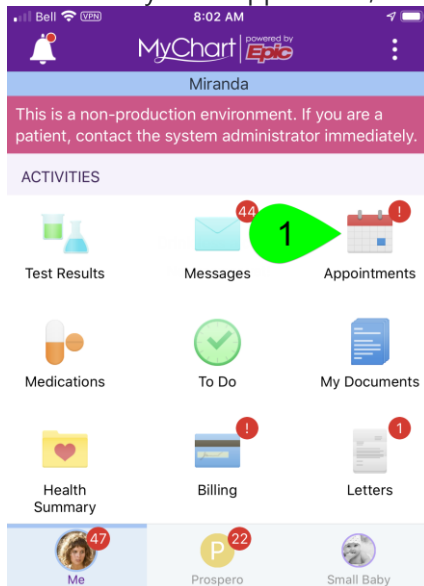 Bell VPN 8:02 AM
MyChart powered by Epic
Miranda
This is a non-production environment. If you are a
patient, contact the system administrator immediately.
ACTIVITIES
44 1 !
Test Results Messages Appointments
Medications To Do My Documents
! 1
Health Summary Billing Letters
47 P 22
Me Prospero Small Baby